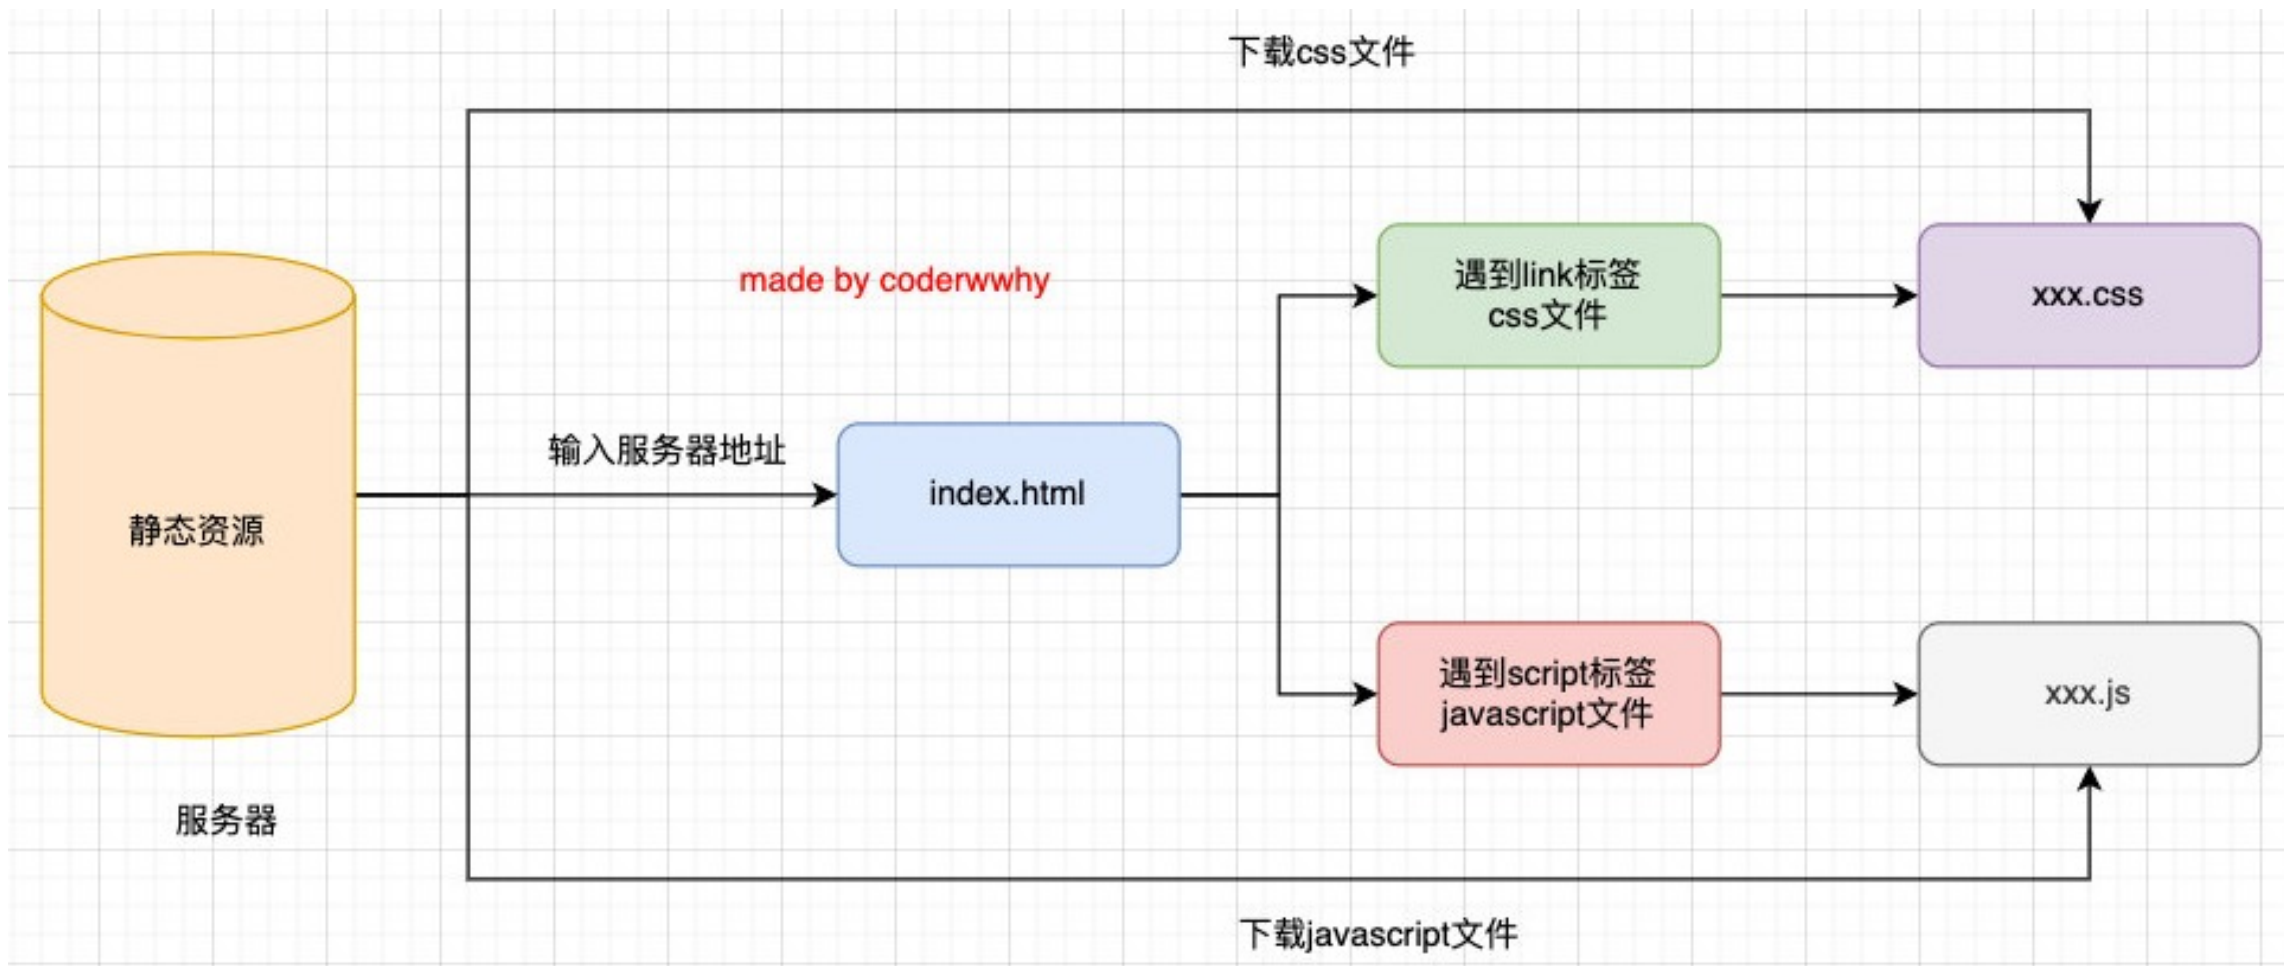 下载css文件
made by coderwwhy
遇到link标签
css文件
xxx.css
输入服务器地址
index.html
静态资源
遇到script标签
javascript文件
xxx.js
服务器
下载javascript文件